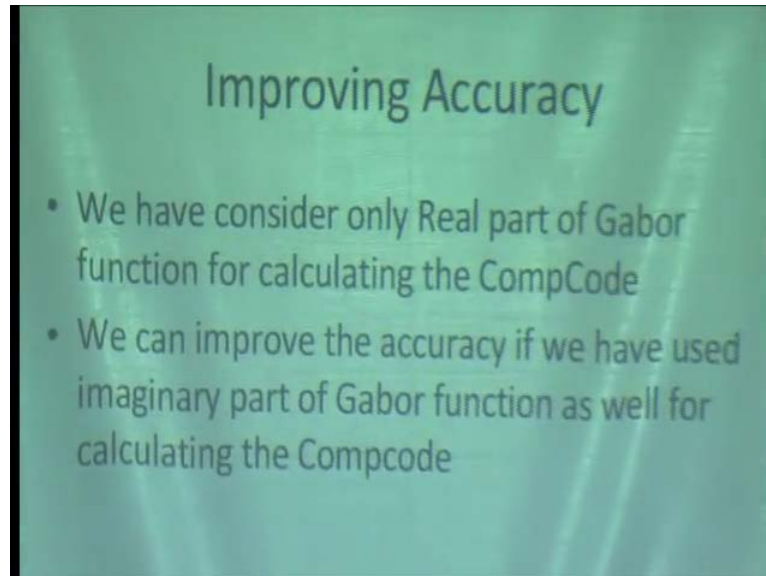 Improving Accuracy
• We have consider only Real part of Gabor
function for calculating the CompCode
• We can improve the accuracy if we have used
imaginary part of Gabor function as well for
calculating the Compcode